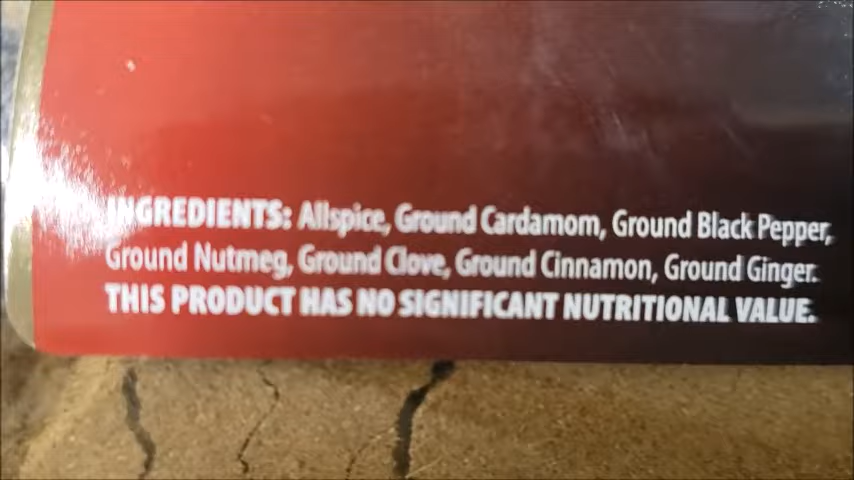 INGREDIENTS: Allspice, Ground Cardamom, Ground Black Pepper,
Ground Nutmeg, Ground Clove, Ground Cinnamon, Ground Ginger.
THIS PRODUCT HAS NO SIGNIFICANT NUTRITIONAL VALUE.